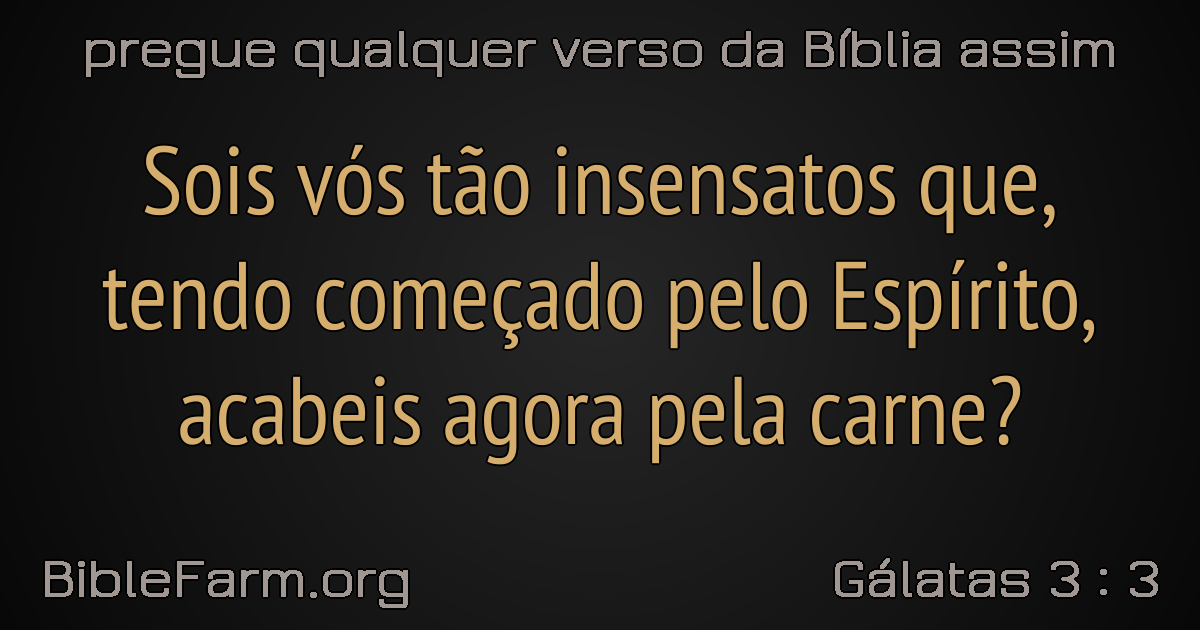 pregue qualquer verso da Bíblia assim
Sois vós tão insensatos que,
tendo começado pelo Espírito,
acabeis agora pela carne?
BibleFarm.org
Gálatas 3 : 3